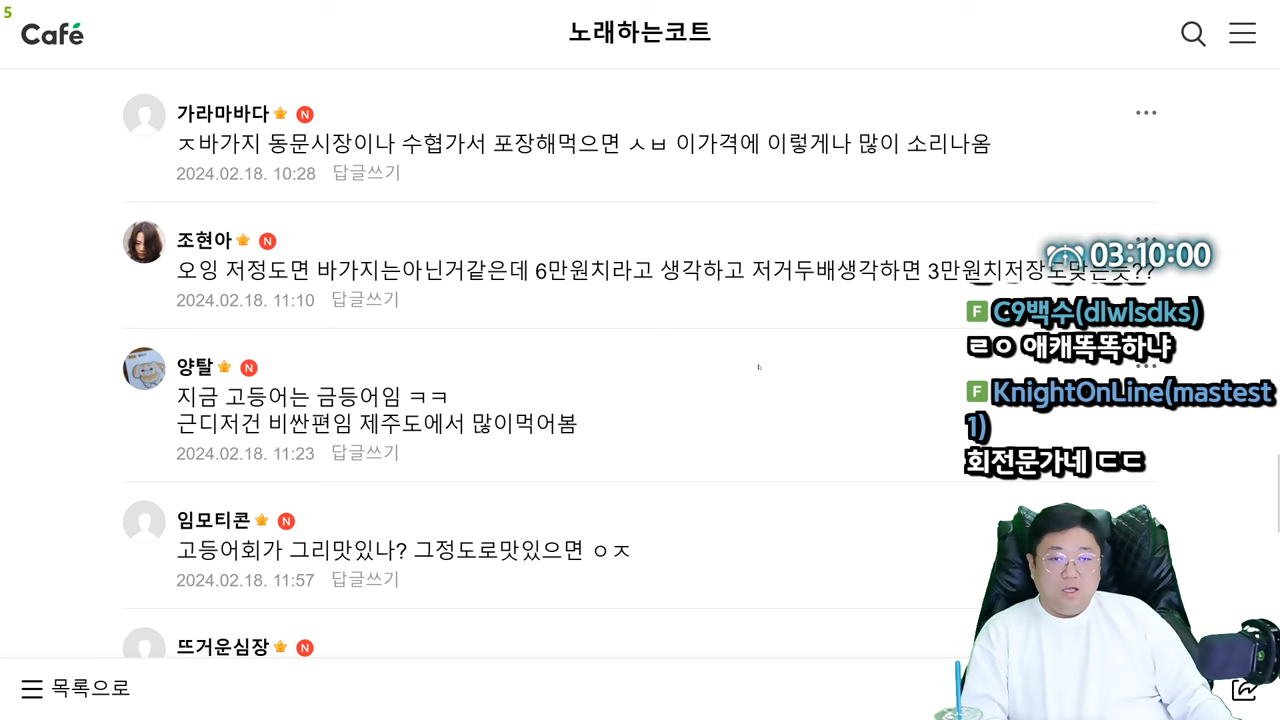 5
Café
노래하는코트
가라마바다 N
ㅈ바가지 동문시장이나 수협가서 포장해먹으면 ㅅㅂ 이가격에 이렇게나 많이 소리나옴
2024.02.18. 10:28 답글쓰기
조현아 N
오잉 저정도면 바가지는아닌거같은데 6만원치라고 생각하고 저거두배생각하면 3만원치저장도맞는듯??
2024.02.18. 11:10 답글쓰기
양탈 N
지금 고등어는 금등어임 ㅋㅋ
근디저건 비싼편임 제주도에서 많이먹어봄
2024.02.18. 11:23 답글쓰기
임모티콘 N
고등어회가 그리맛있나? 그정도로맛있으면 ㅇㅈ
2024.02.18. 11:57 답글쓰기
뜨거운심장 N
목록으로
03:10:00
F C9백수(dlwlsdks)
ㄹㅇ 애캐똑똑하냐
F KnightOnLine(mastest
1)
회전문가네 ㄷㄷ